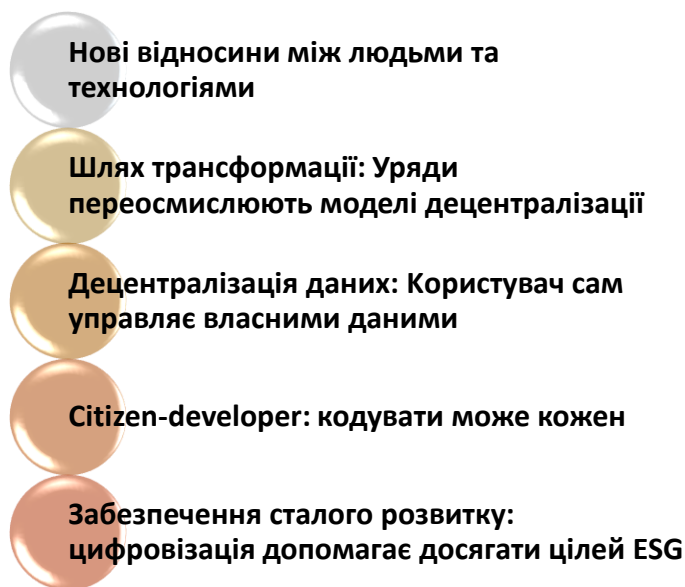 Нові відносини між людьми та
технологіями
Шлях трансформації: Уряди
переосмислюють моделі децентралізації
Децентралізація даних: Користувач сам
управляє власними даними
Citizen-developer: кодувати може кожен
Забезпечення сталого розвитку:
цифровізація допомагає досягати цілей ESG